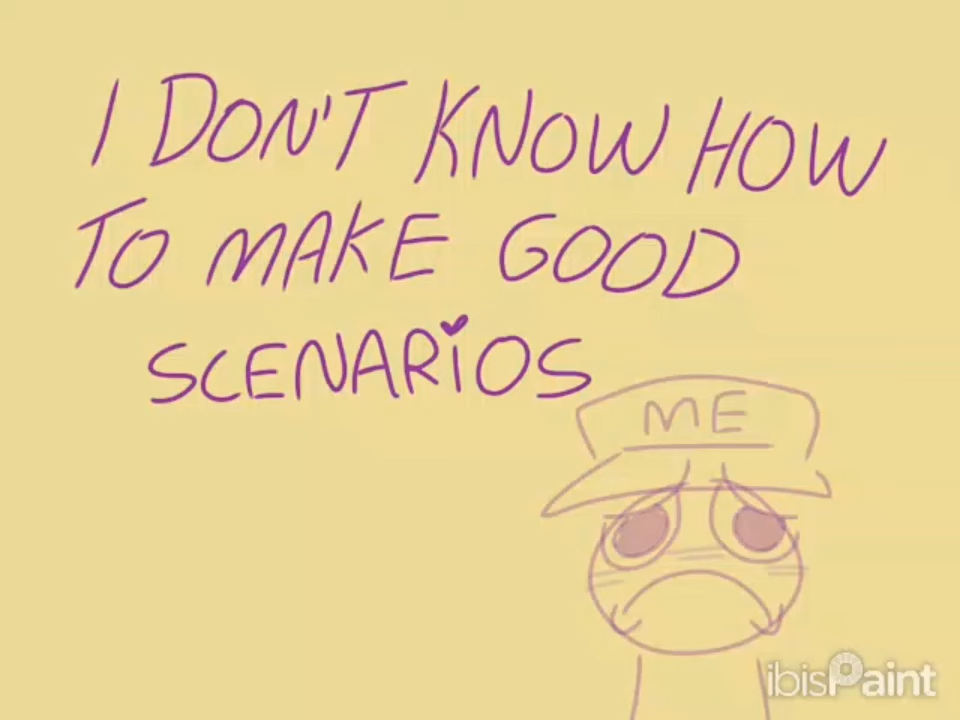 I DON'T KNOW HOW
TO MAKE GOOD
SCENARIOS
ME
ibisPaint